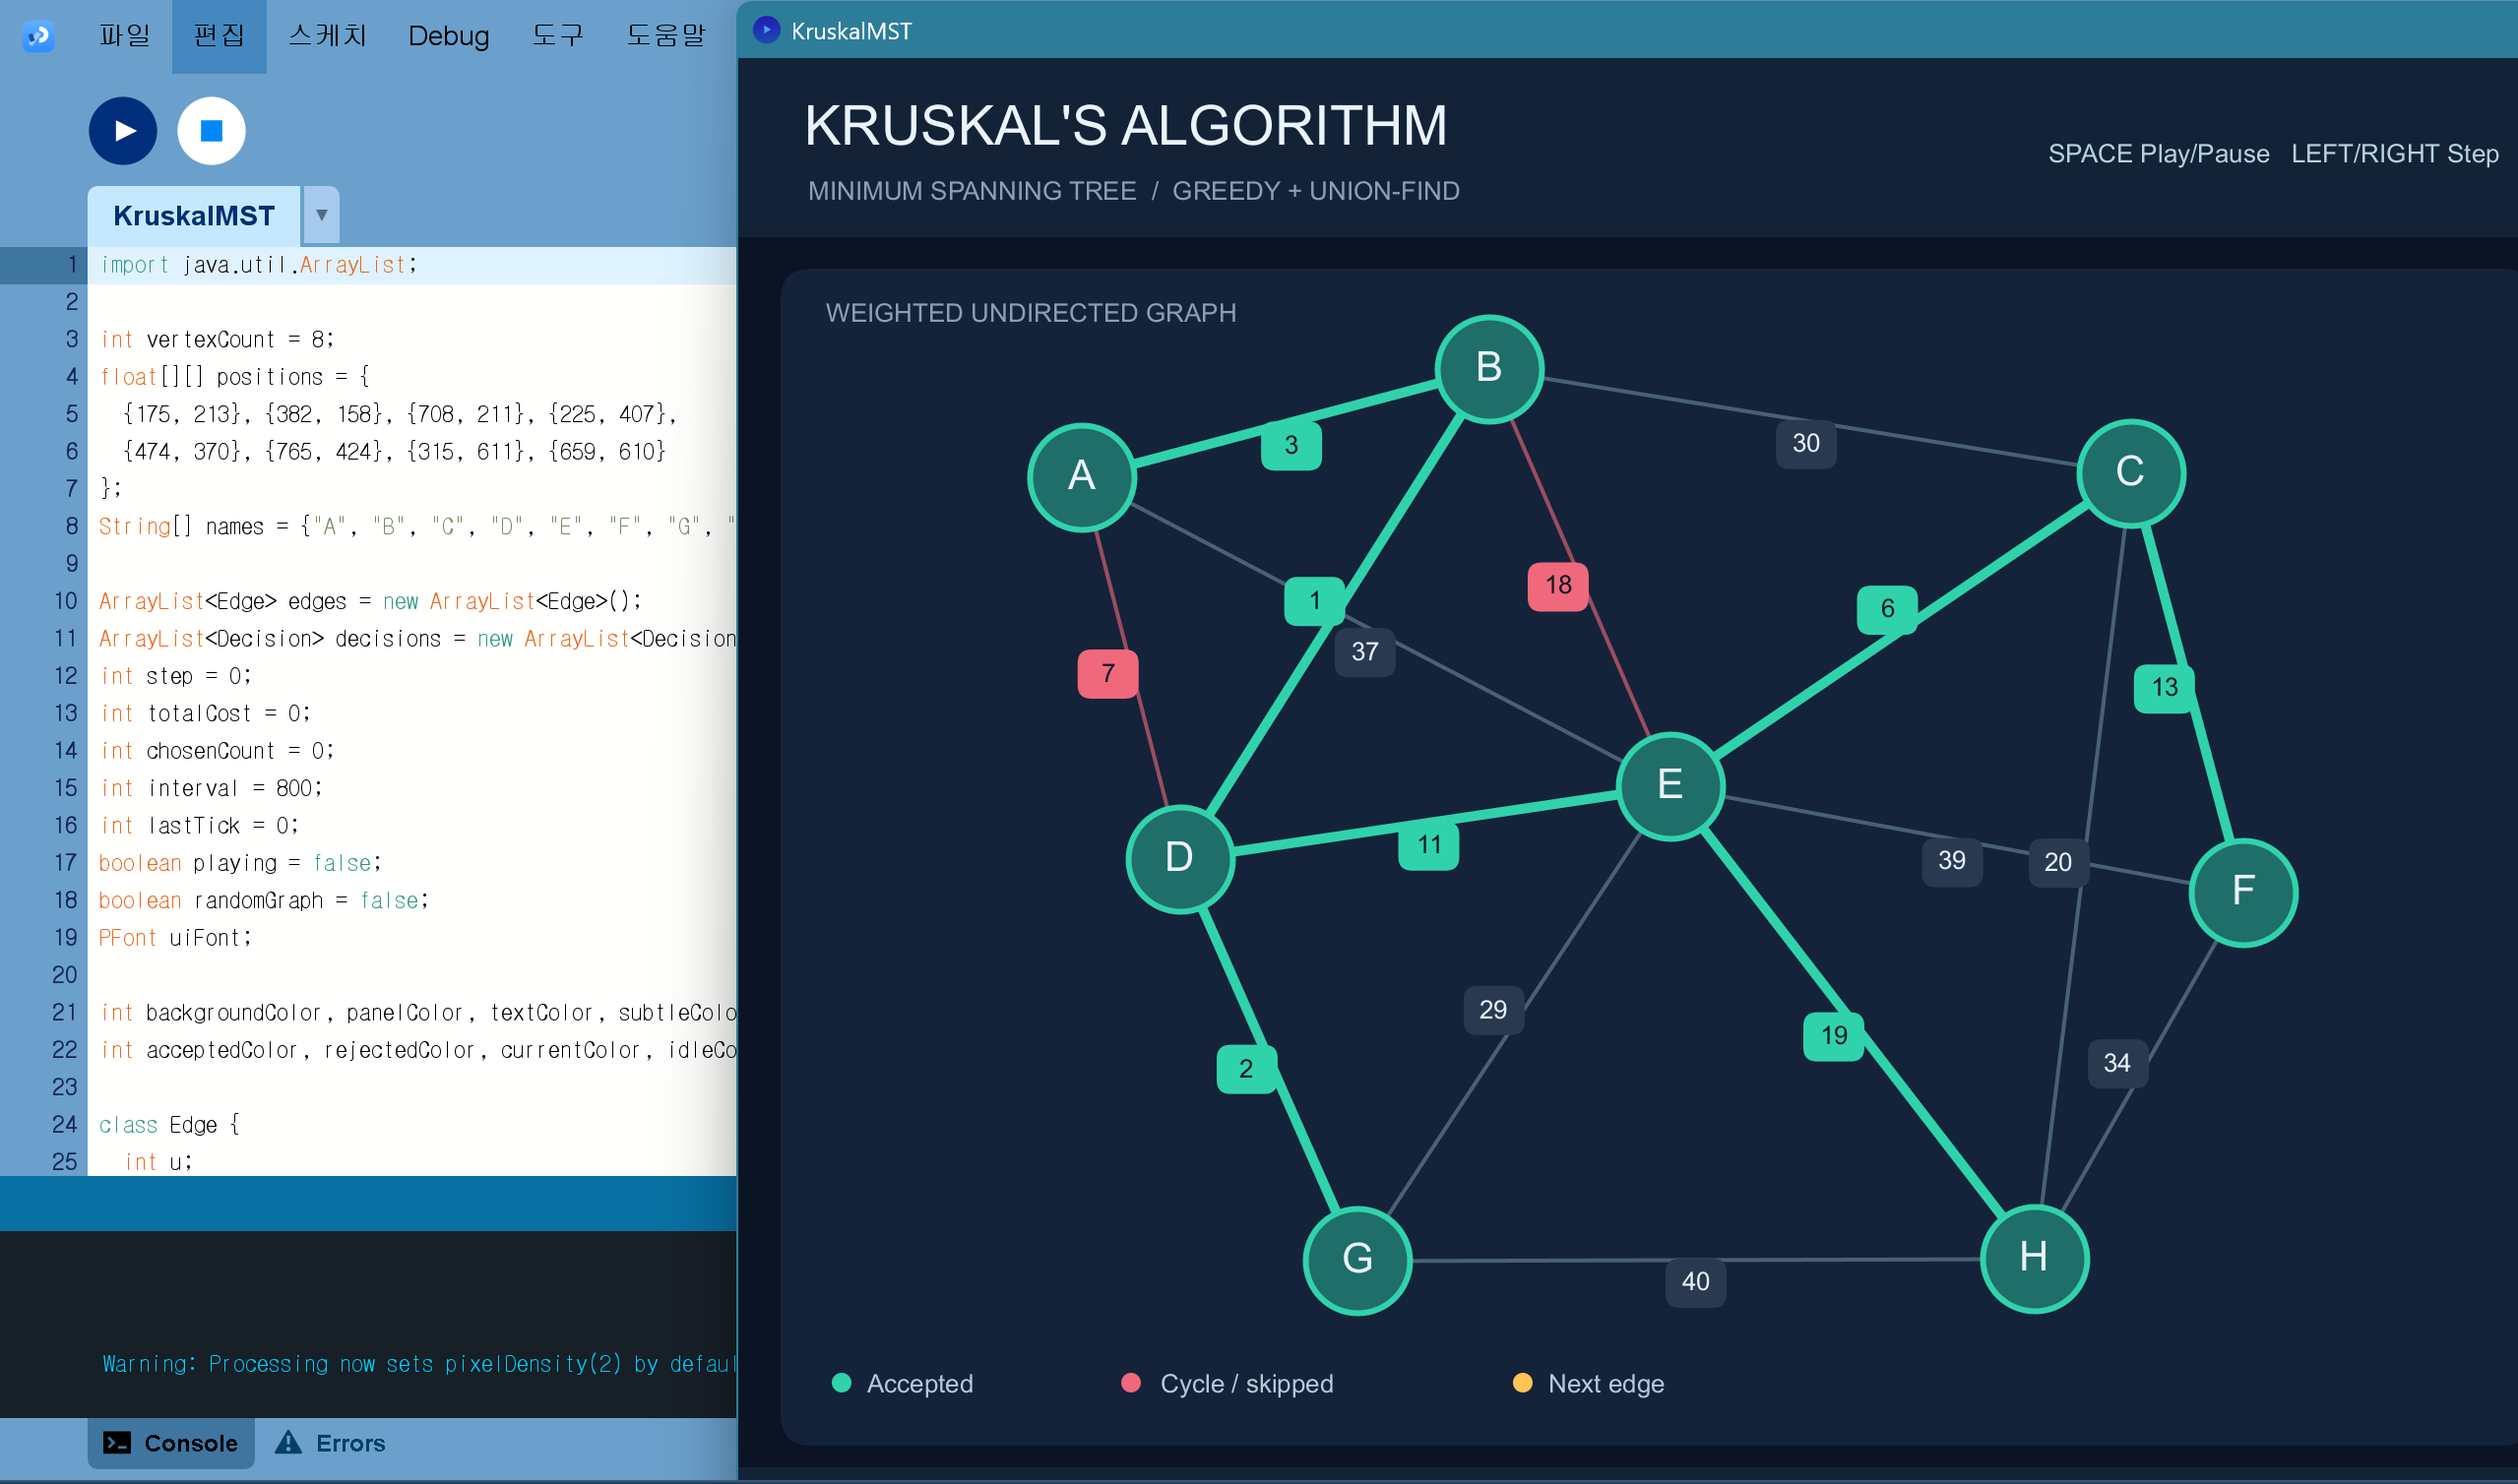 파일 편집 스케치 Debug 도구 도움말
KruskalMST
1 import java.util.ArrayList;
2
3 int vertexCount = 8;
4 float[][] positions = {
5 {175, 213}, {382, 158}, {708, 211}, {225, 407},
6 {474, 370}, {765, 424}, {315, 611}, {659, 610}
7 };
8 String[] names = {"A", "B", "C", "D", "E", "F", "G", "
9
10 ArrayList<Edge> edges = new ArrayList<Edge>();
11 ArrayList<Decision> decisions = new ArrayList<Decision
12 int step = 0;
13 int totalCost = 0;
14 int chosenCount = 0;
15 int interval = 800;
16 int lastTick = 0;
17 boolean playing = false;
18 boolean randomGraph = false;
19 PFont uiFont;
20
21 int backgroundColor, panelColor, textColor, subtleColo
22 int acceptedColor, rejectedColor, currentColor, idleCo
23
24 class Edge {
25 int u;
Warning: Processing now sets pixelDensity(2) by defaul
Console Errors
KruskalMST
KRUSKAL'S ALGORITHM
SPACE Play/Pause LEFT/RIGHT Step
MINIMUM SPANNING TREE / GREEDY + UNION-FIND
WEIGHTED UNDIRECTED GRAPH
B
3
30
A
C
1
18
6
37
7
13
E
D
11
39
20
F
29
19
2
34
G
H
40
Accepted
Cycle / skipped
Next edge